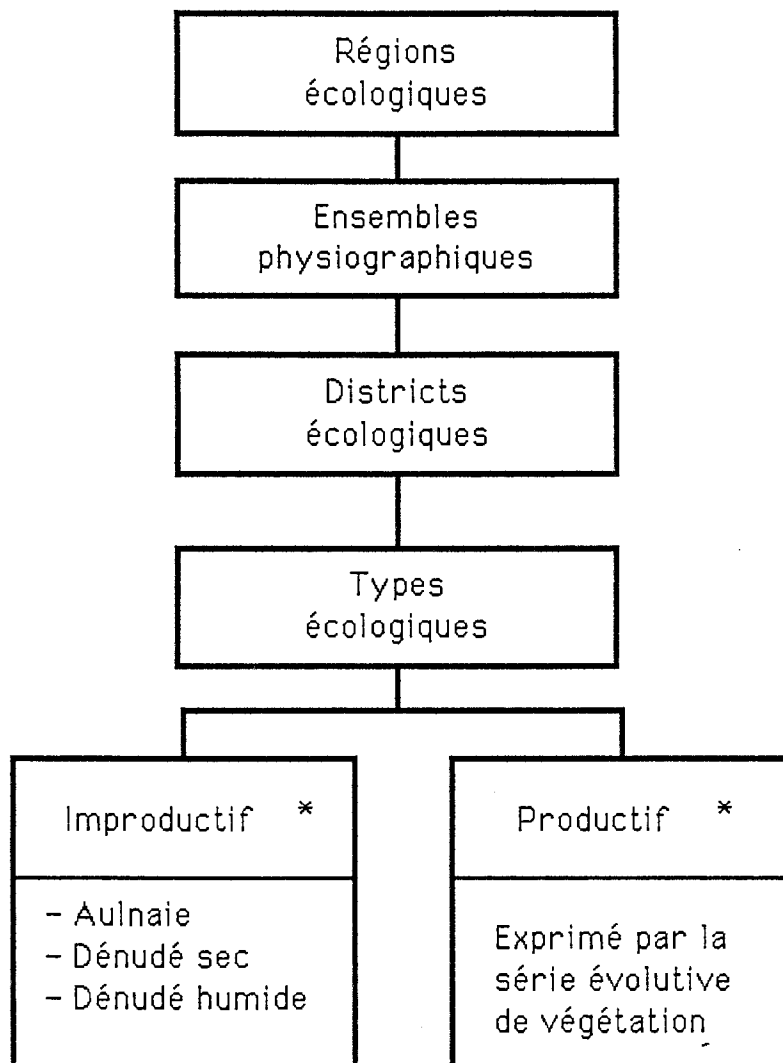 Régions
écologiques
Ensembles
physiographiques
Districts
écologiques
Types
écologiques
Improductif *
- Aulnaie
- Dénudé sec
- Dénudé humide
Productif *
Exprimé par la
série évolutive
de végétation